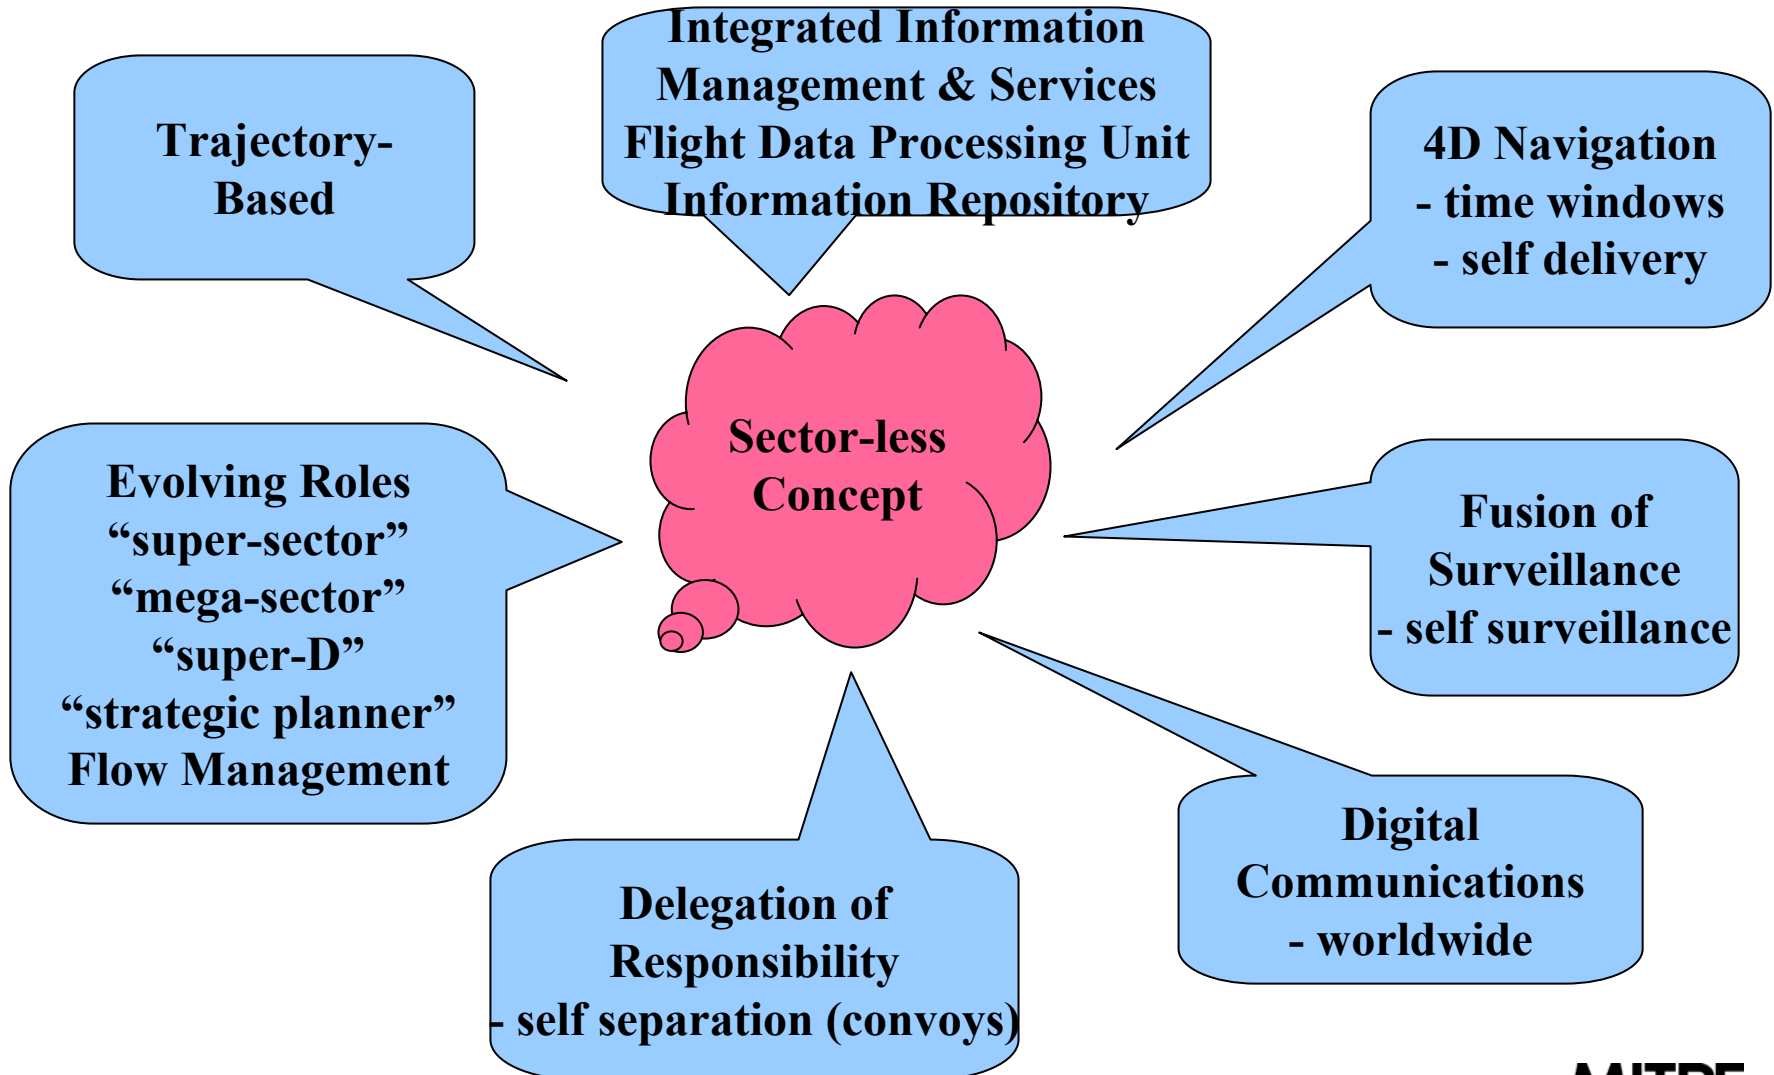 Integrated Information
Management & Services
Flight Data Processing Unit
Information Repository
Trajectory-
Based
4D Navigation
- time windows
- self delivery
Sector-less
Concept
Evolving Roles
“super-sector”
“mega-sector”
“super-D”
“strategic planner”
Flow Management
Fusion of
Surveillance
- self surveillance
Delegation of
Responsibility
- self separation (convoys)
Digital
Communications
- worldwide
MITRE